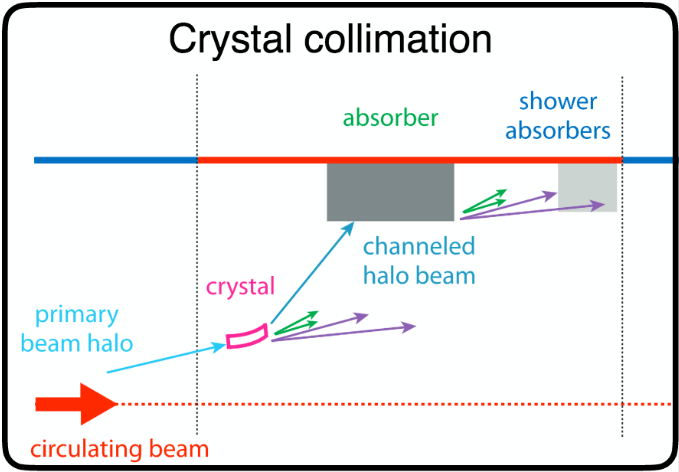 Crystal collimation
shower
absorbers
absorber
channeled
halo beam
crystal
primary
beam halo
circulating beam